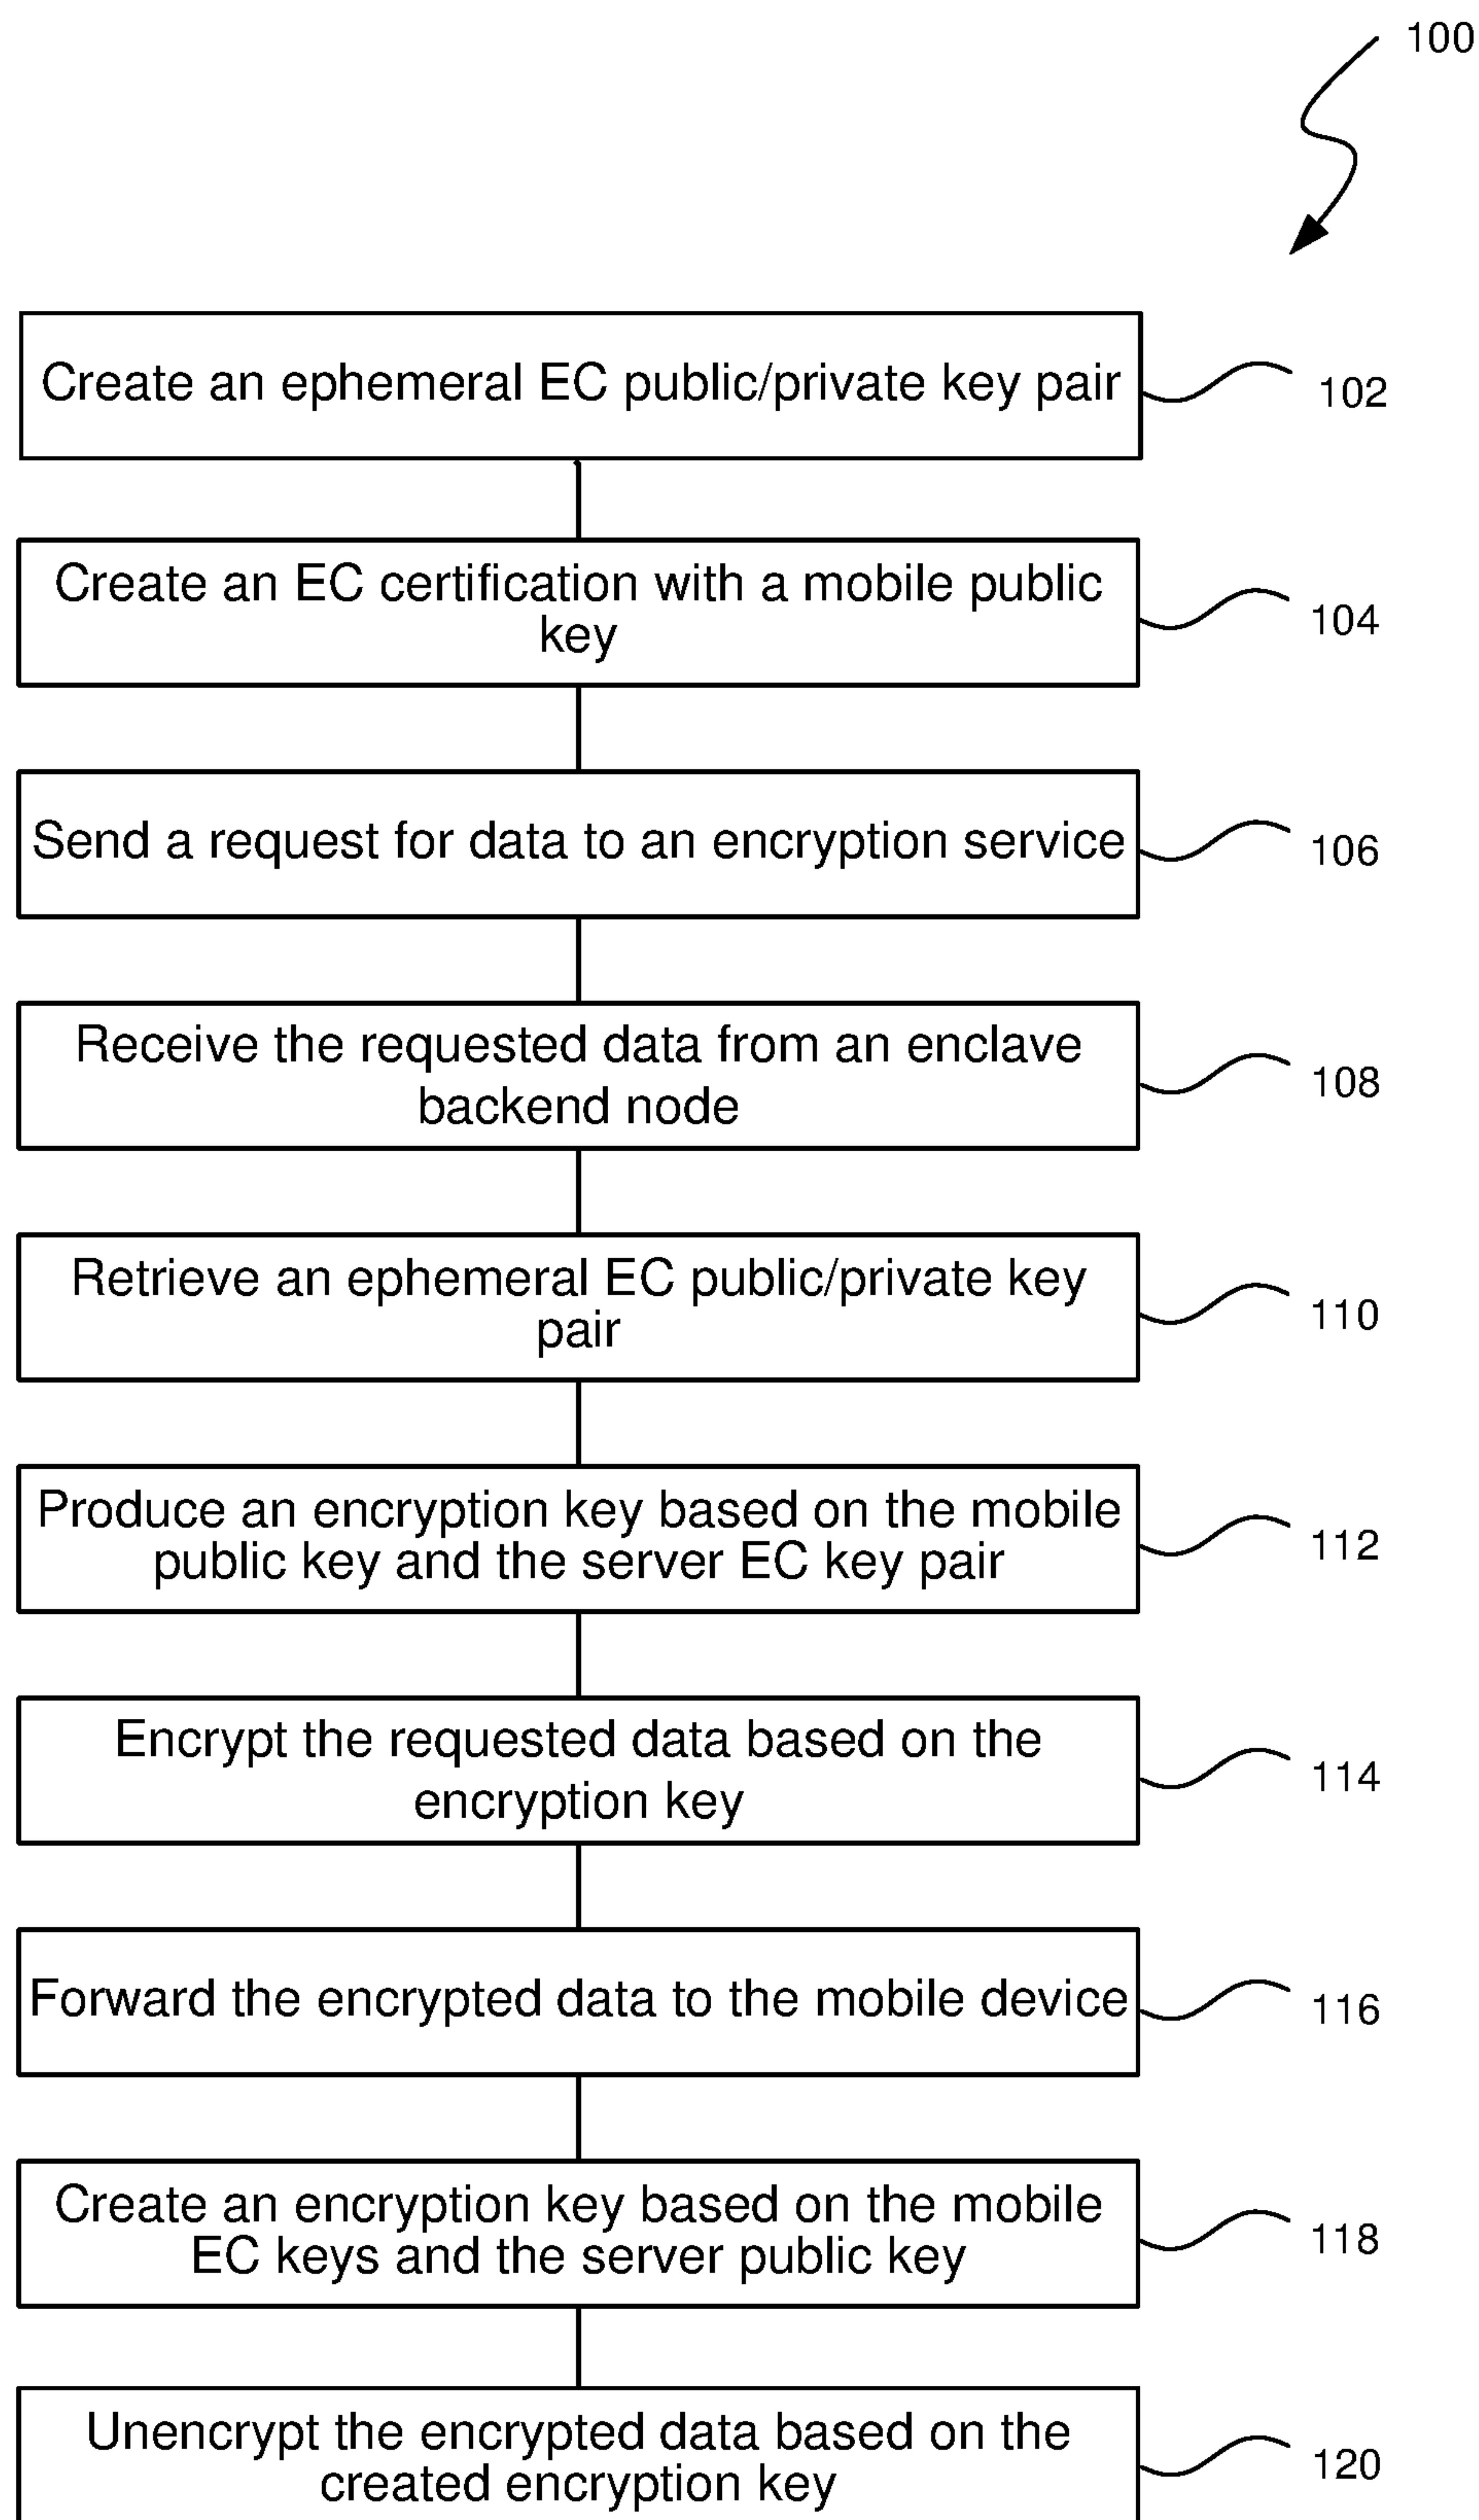 100
Create an ephemeral EC public/private key pair
102
Create an EC certification with a mobile public
key
104
Send a request for data to an encryption service
106
Receive the requested data from an enclave
backend node
108
Retrieve an ephemeral EC public/private key
pair
110
Produce an encryption key based on the mobile
public key and the server EC key pair
112
Encrypt the requested data based on the
encryption key
114
Forward the encrypted data to the mobile device
116
Create an encryption key based on the mobile
EC keys and the server public key
118
Unencrypt the encrypted data based on the
created encryption key
120